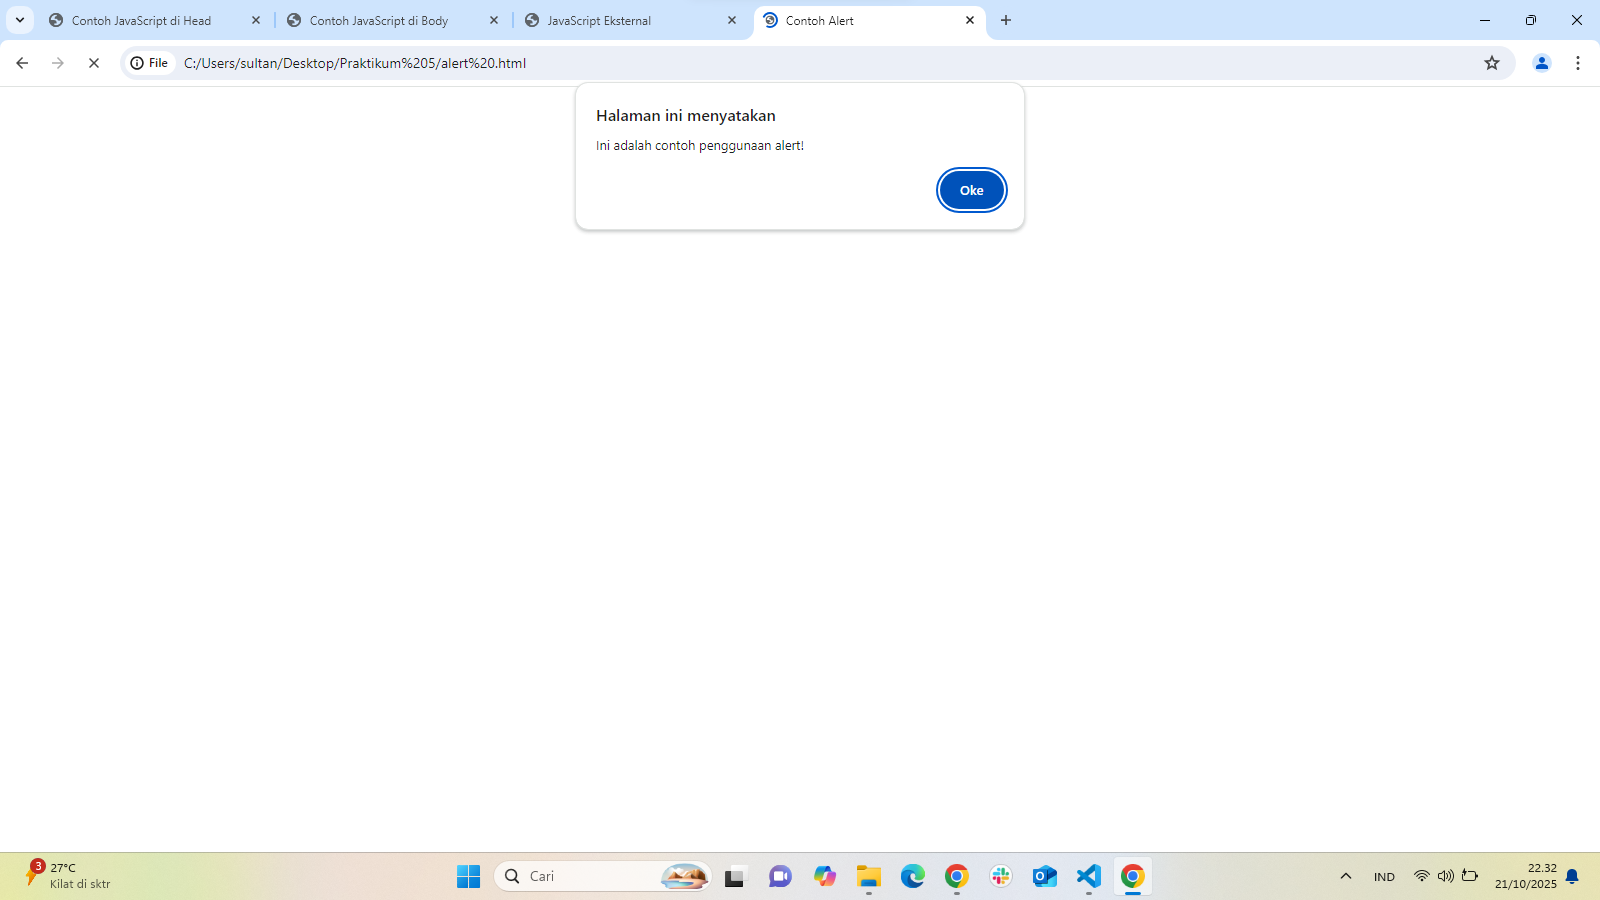 Contoh JavaScript di Head
Contoh JavaScript di Body
JavaScript Eksternal
Contoh Alert
File
C:/Users/sultan/Desktop/Praktikum%205/alert%20.html
Halaman ini menyatakan
Ini adalah contoh penggunaan alert!
Oke
3
27°C
Kilat di sktr
Cari
IND
22.32
21/10/2025